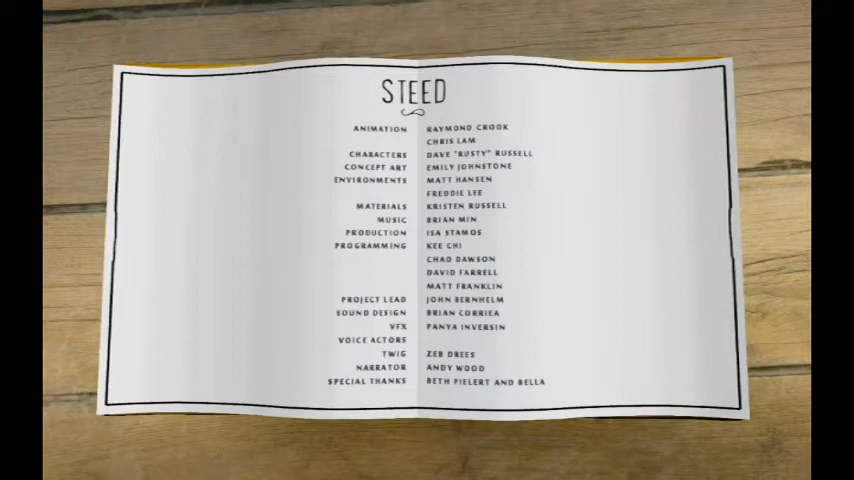 STEED
ANIMATION RAYMOND CROOK
CHRIS LAM
CHARACTERS DAVE "RUSTY" RUSSELL
CONCEPT ART EMILY JOHNSTONE
ENVIRONMENTS MATT HANSEN
FREDDIE LEE
MATERIALS KRISTEN RUSSELL
MUSIC BRIAN MIN
PRODUCTION ISA STAMOS
PROGRAMMING KEE CHI
CHAD DAWSON
DAVID FARRELL
MATT FRANKLIN
PROJECT LEAD JOHN BERNHELM
SOUND DESIGN BRIAN CORRIEA
VFX PANYA INVERSIN
VOICE ACTORS
TWIG ZEB DREES
NARRATOR ANDY WOOD
SPECIAL THANKS BETH PIELERT AND BELLA